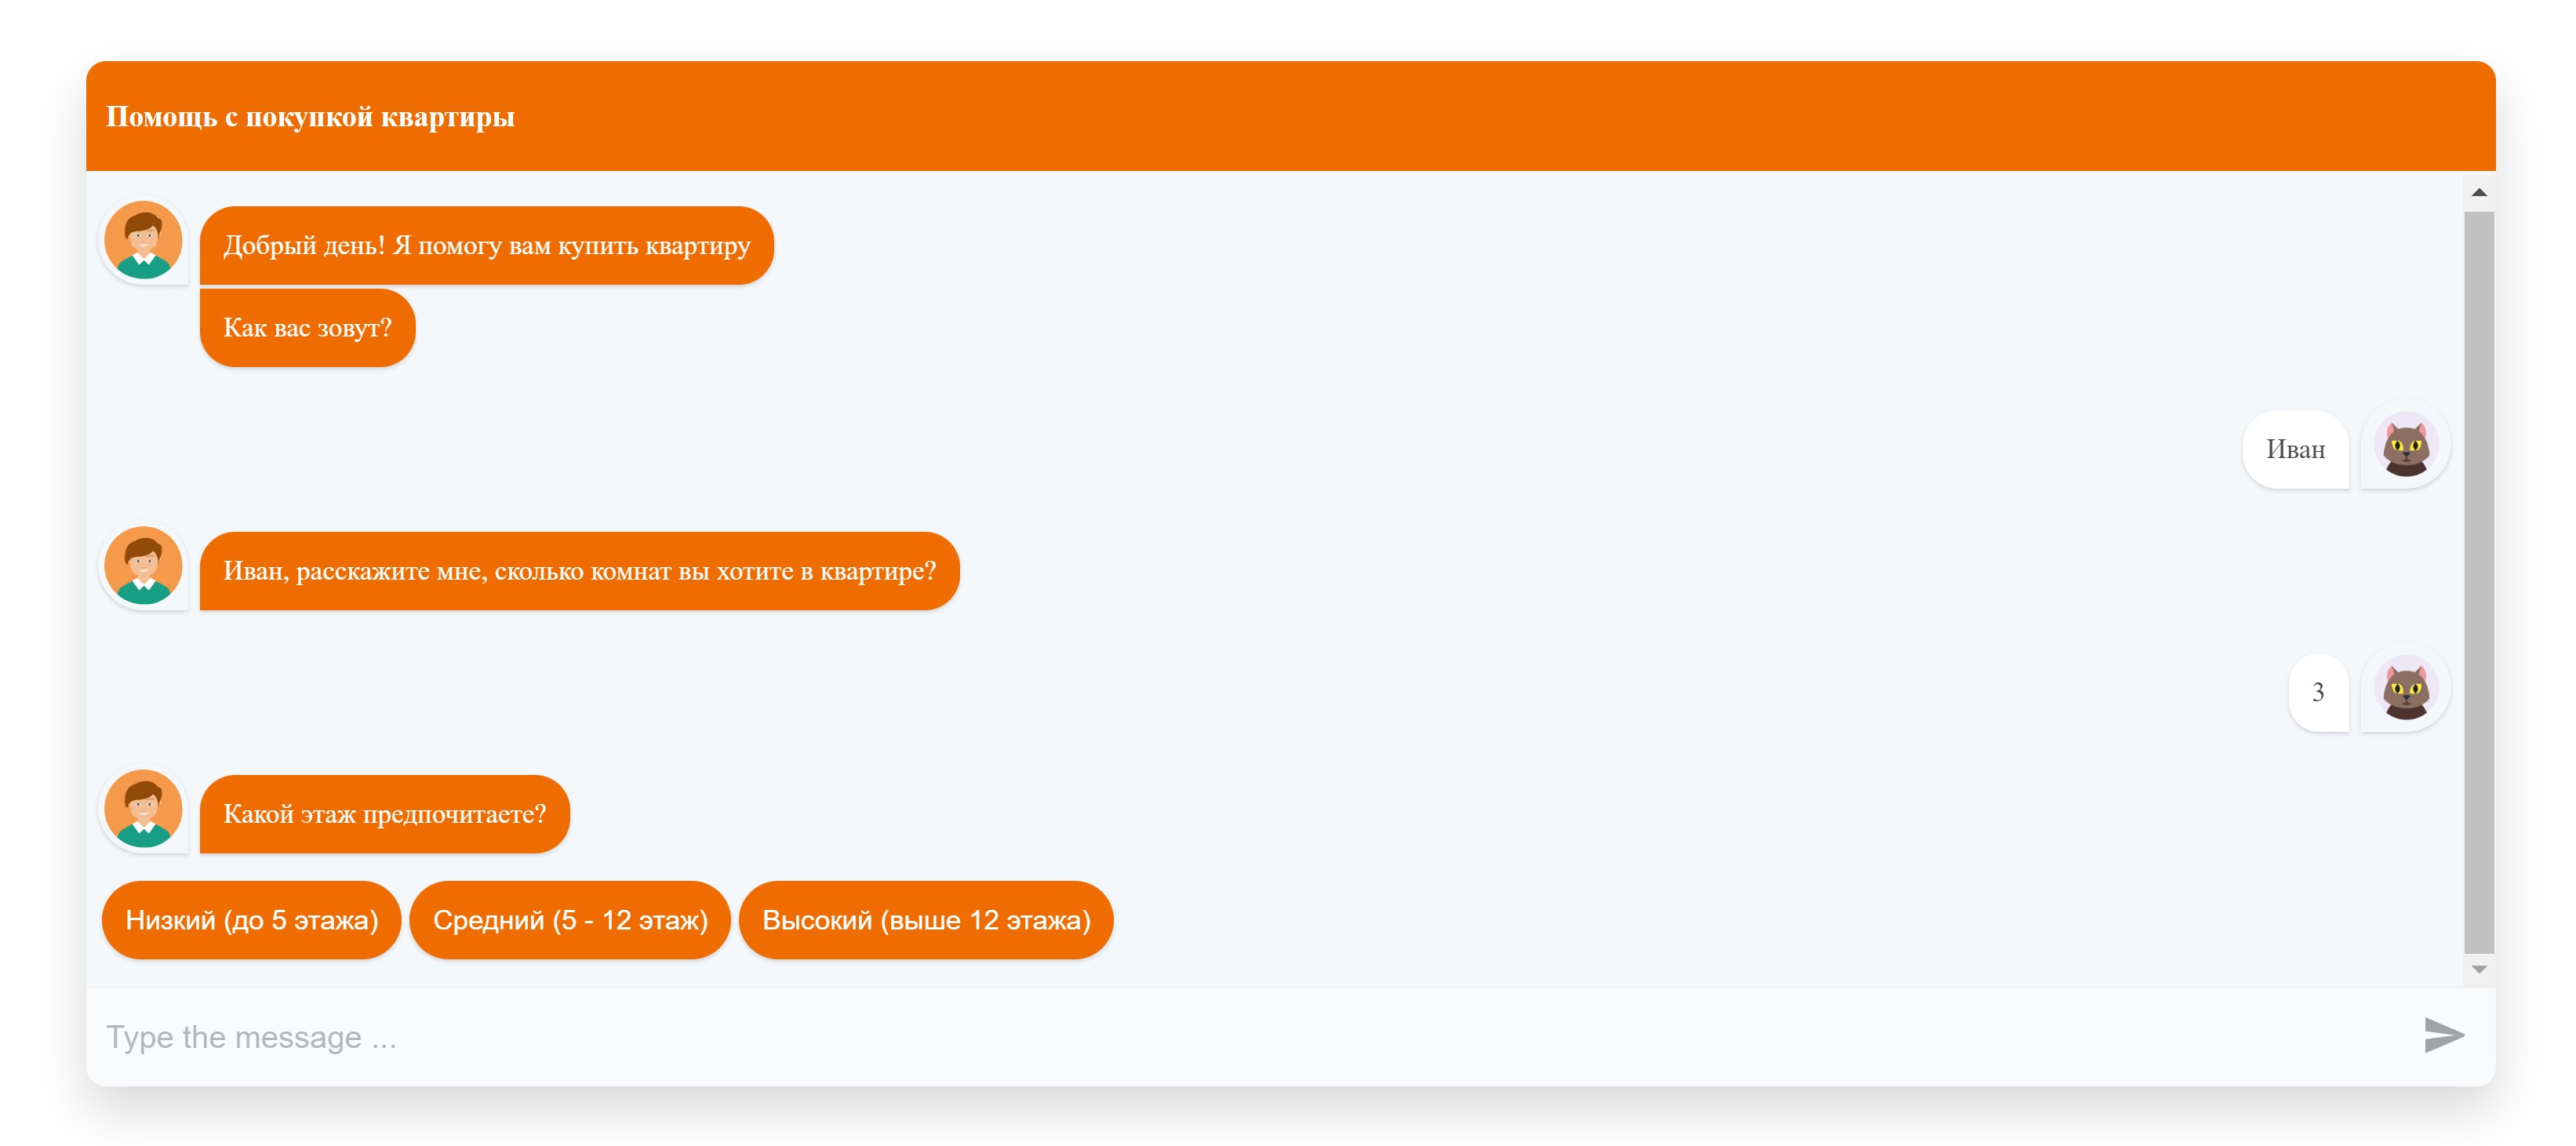 Помощь с покупкой квартиры
Добрый день! Я помогу вам купить квартиру
Как вас зовут?
Иван
Иван, расскажите мне, сколько комнат вы хотите в квартире?
3
Какой этаж предпочитаете?
Низкий (до 5 этажа) Средний (5 - 12 этаж) Высокий (выше 12 этажа)
Type the message ...